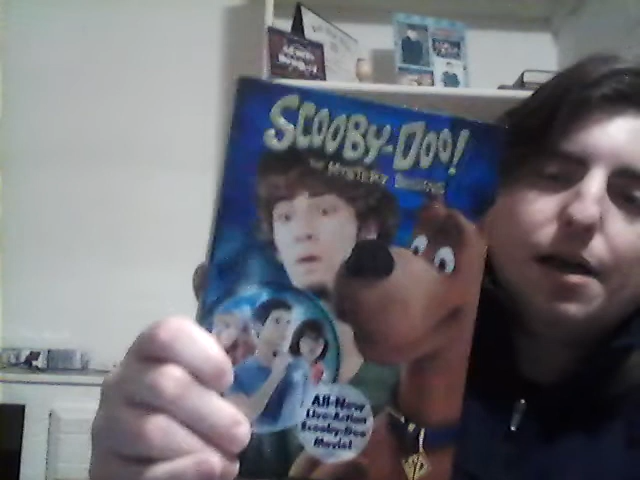 Scooby-Doo!
The Mystery Begins
All-New
Live-Action
Scooby-Doo
Movie!